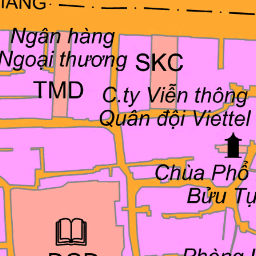 Ngân hàng
Ngoại thương
SKC
TMD
C.ty Viễn thông
Quân đội Viettel
Chùa Phổ
Bửu Tự